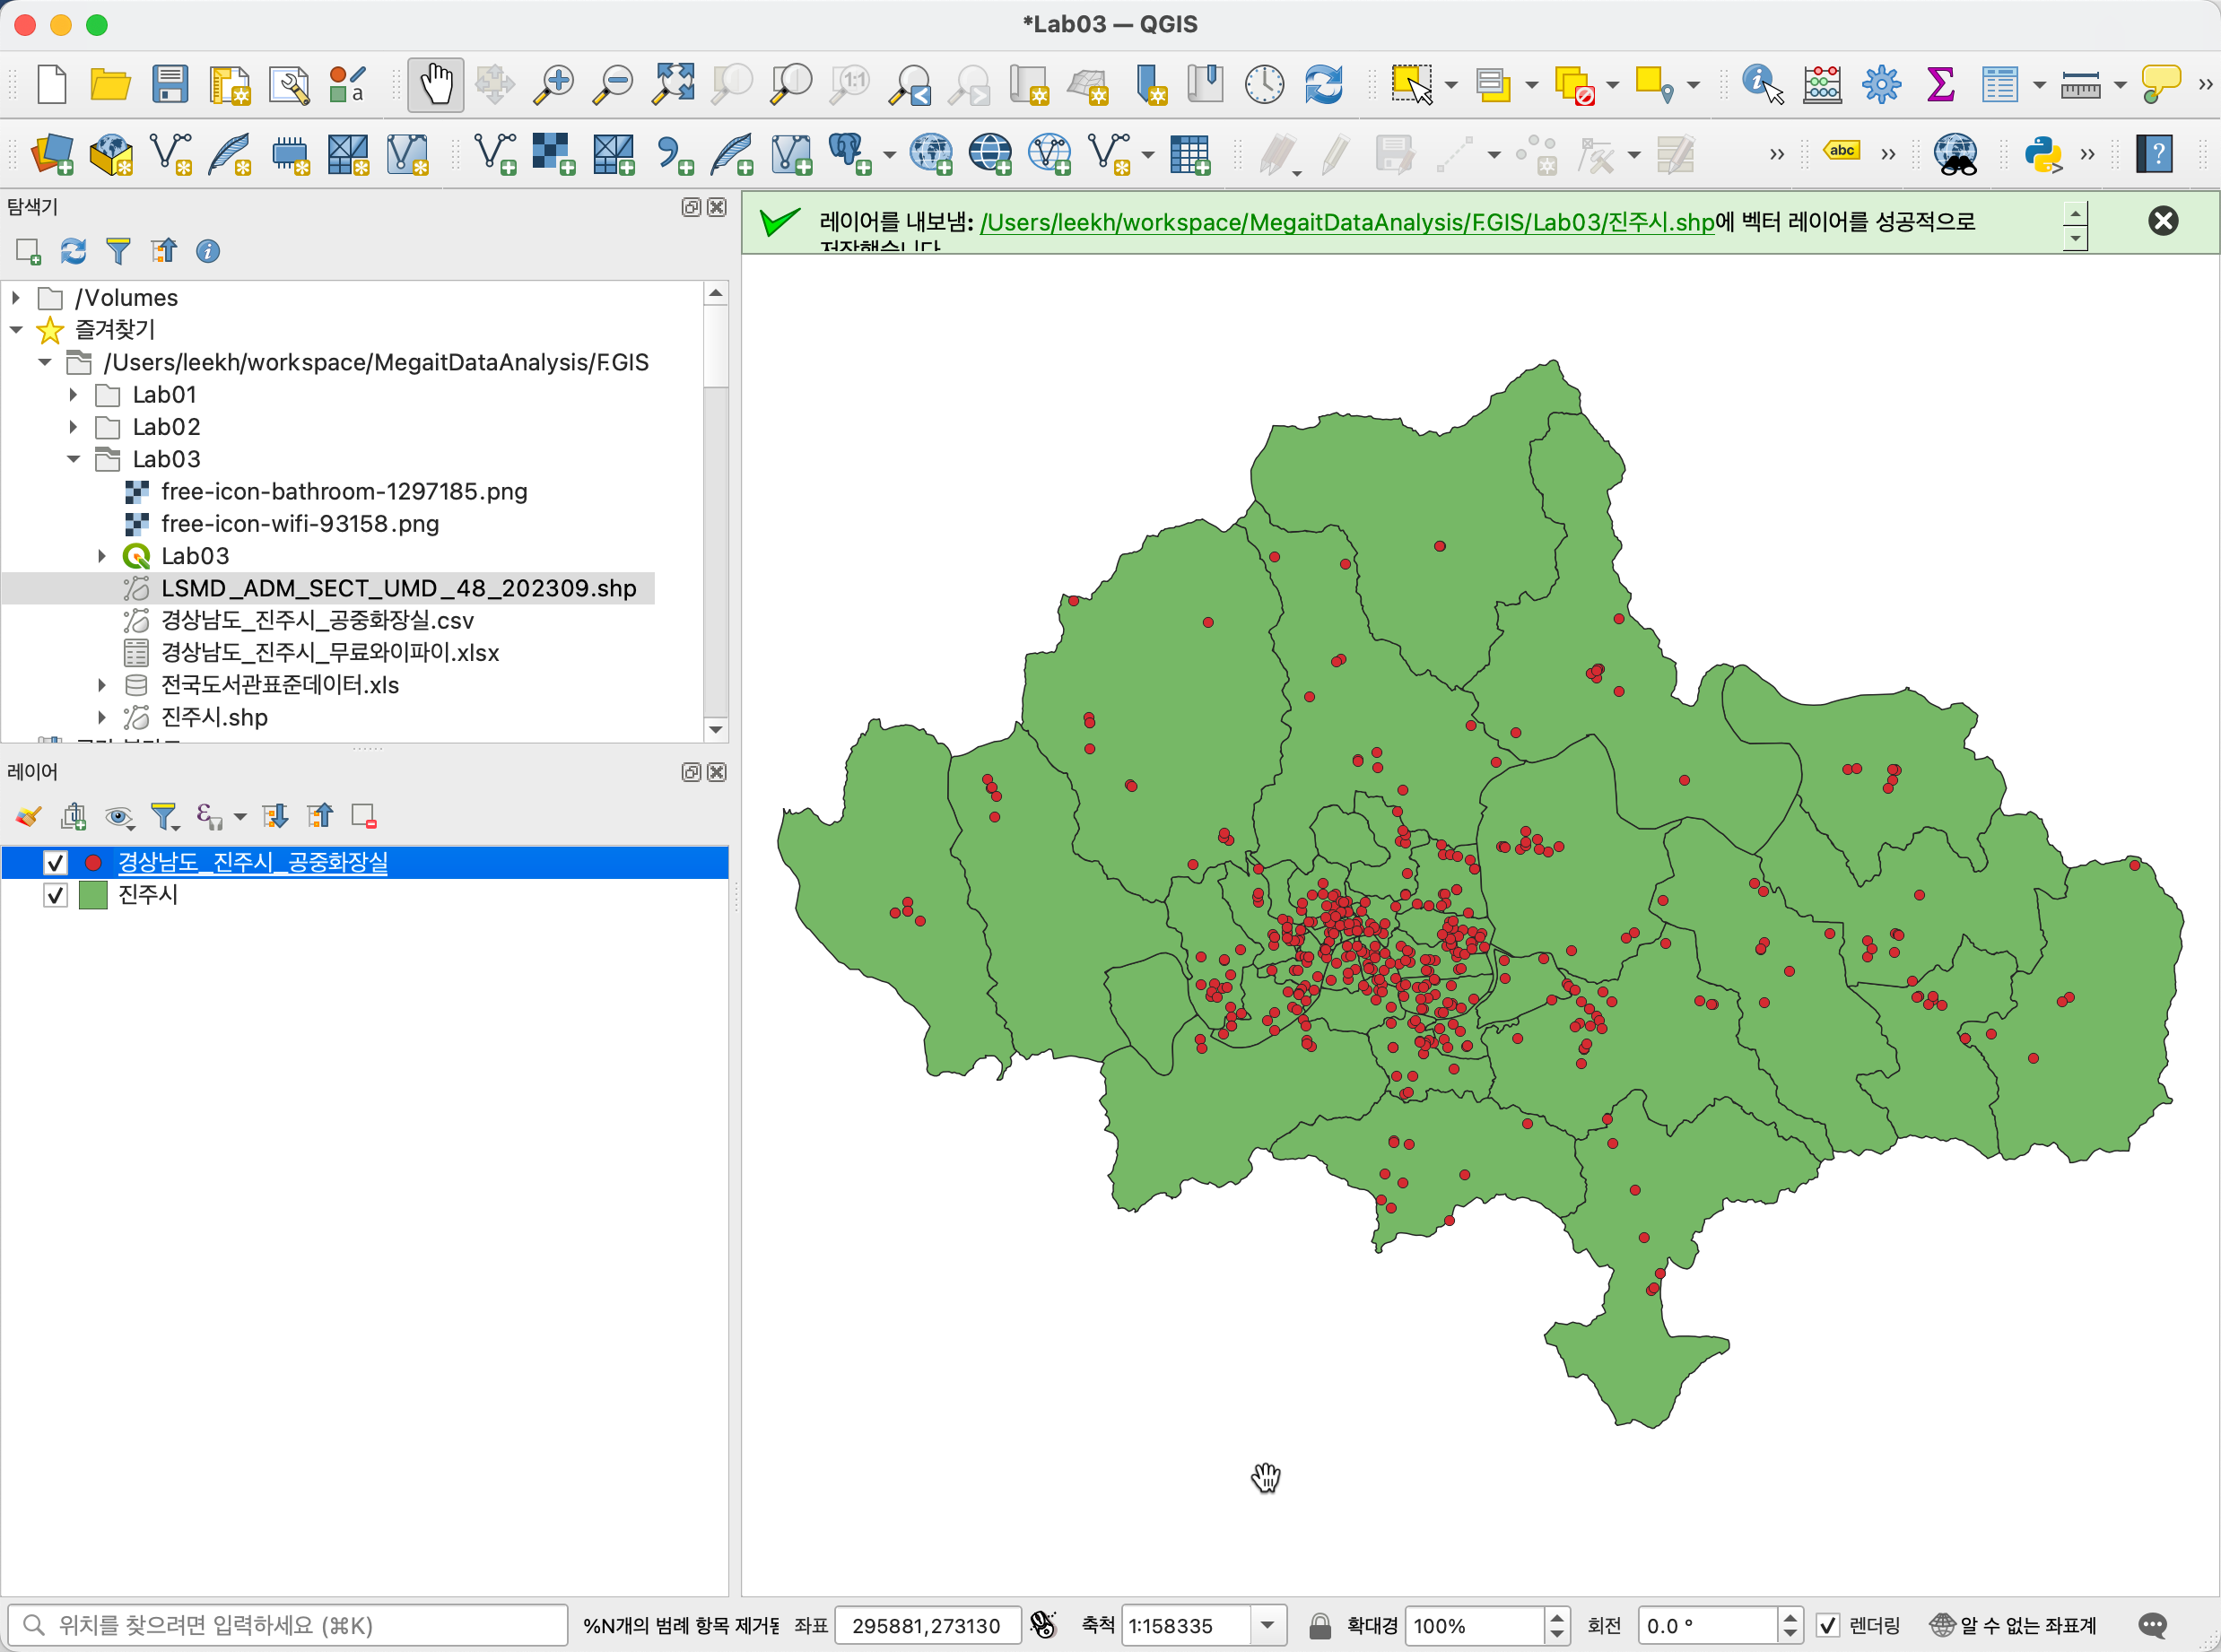 *Lab03 — QGIS
a
1:1
abc
?
탐색기
/Volumes
즐겨찾기
/Users/leekh/workspace/MegaitDataAnalysis/F.GIS
Lab01
Lab02
Lab03
free-icon-bathroom-1297185.png
free-icon-wifi-93158.png
Lab03
LSMD_ADM_SECT_UMD_48_202309.shp
경상남도_진주시_공중화장실.csv
경상남도_진주시_무료와이파이.xlsx
전국도서관표준데이터.xls
진주시.shp
레이어
경상남도_진주시_공중화장실
진주시
레이어를 내보냄: /Users/leekh/workspace/MegaitDataAnalysis/F.GIS/Lab03/진주시.shp에 벡터 레이어를 성공적으로
저장했습니다
위치를 찾으려면 입력하세요 (⌘K) %N개의 범례 항목 제거됨 좌표 295881,273130 축척 1:158335 확대경 100% 회전 0.0 ° 렌더링 알 수 없는 좌표계